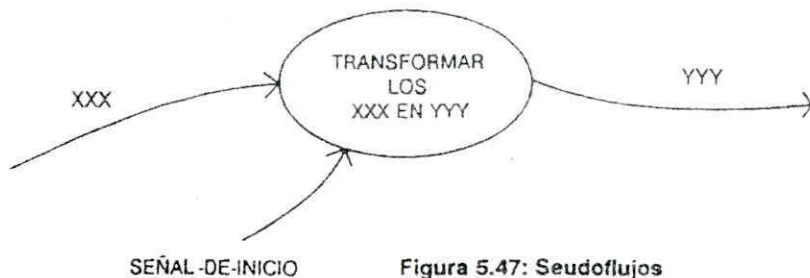 TRANSFORMAR
LOS
XXX EN YYY
XXX
YYY
SEÑAL-DE-INICIO
Figura 5.47: Seudoflujos